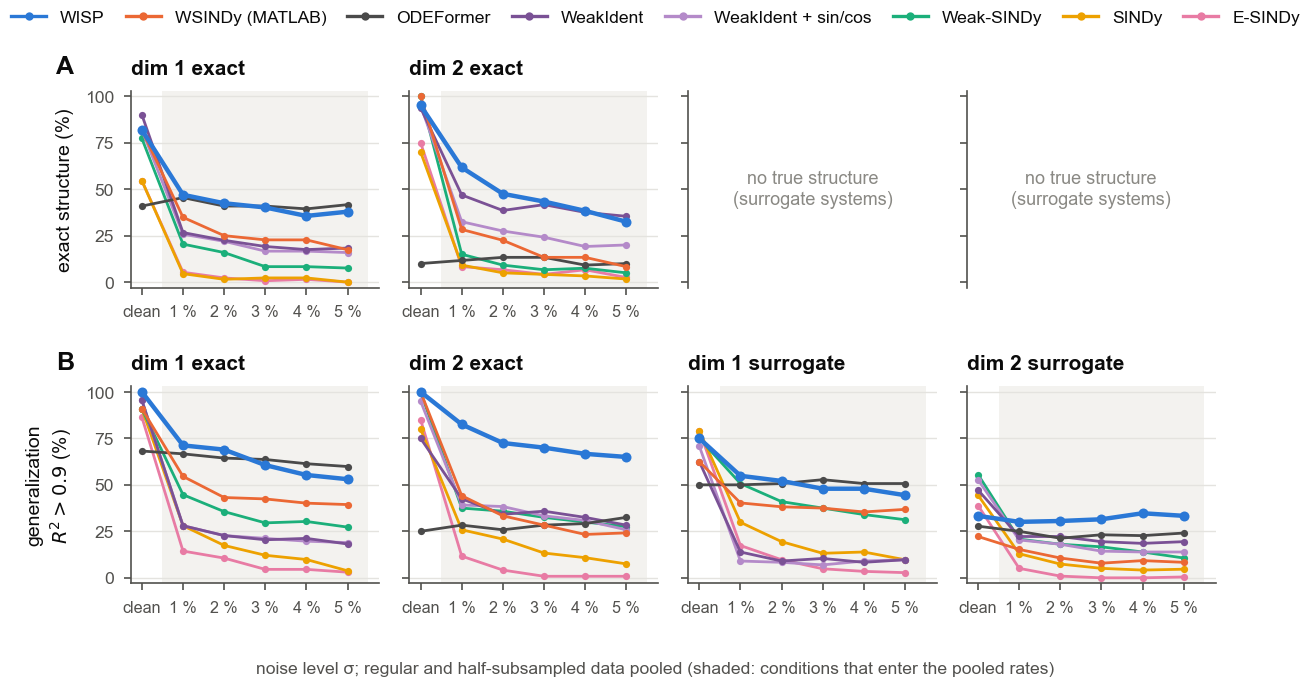 WISP WSINDy (MATLAB) ODEFormer WeakIdent WeakIdent + sin/cos Weak-SINDy SINDy E-SINDy
A
dim 1 exact
dim 2 exact
exact structure (%)
100
75
50
25
0
clean 1 % 2 % 3 % 4 % 5 %
clean 1 % 2 % 3 % 4 % 5 %
no true structure
(surrogate systems)
no true structure
(surrogate systems)
B
dim 1 exact
dim 2 exact
dim 1 surrogate
dim 2 surrogate
generalization
R² > 0.9 (%)
100
75
50
25
0
clean 1 % 2 % 3 % 4 % 5 %
clean 1 % 2 % 3 % 4 % 5 %
clean 1 % 2 % 3 % 4 % 5 %
clean 1 % 2 % 3 % 4 % 5 %
noise level σ; regular and half-subsampled data pooled (shaded: conditions that enter the pooled rates)